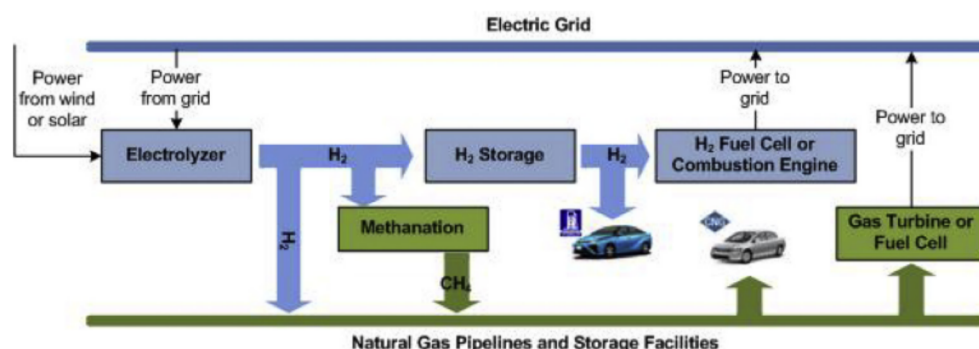 Electric Grid
Power
from wind
or solar
Power
from grid
Power to
grid
Power to
grid
Electrolyzer
H₂
H₂ Storage
H₂
H₂ Fuel Cell or
Combustion Engine
Methanation
H₂
CNG
Gas Turbine or
Fuel Cell
CH₄
Natural Gas Pipelines and Storage Facilities